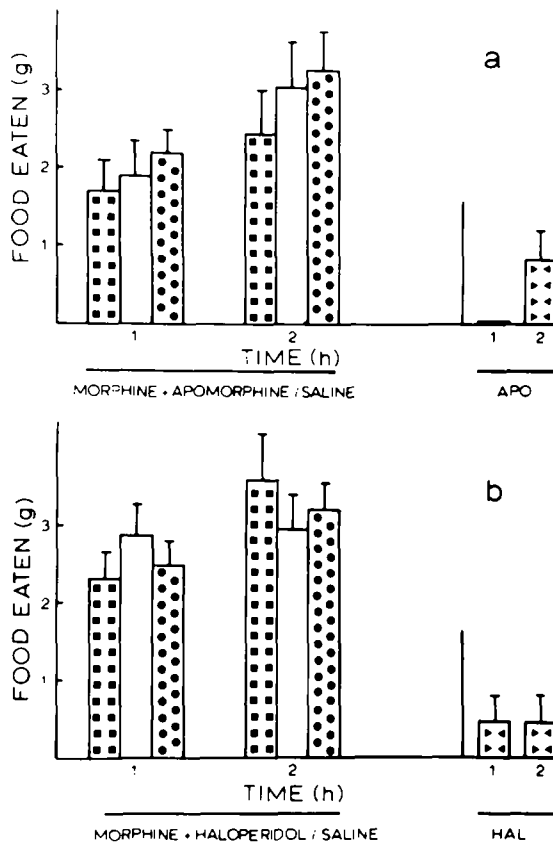 a
FOOD EATEN (g)
3
2
1
1 2 1 2
TIME (h)
MORPHINE + APOMORPHINE / SALINE APO
b
FOOD EATEN (g)
3
2
1
1 2 1 2
TIME (h)
MORPHINE + HALOPERIDOL / SALINE HAL